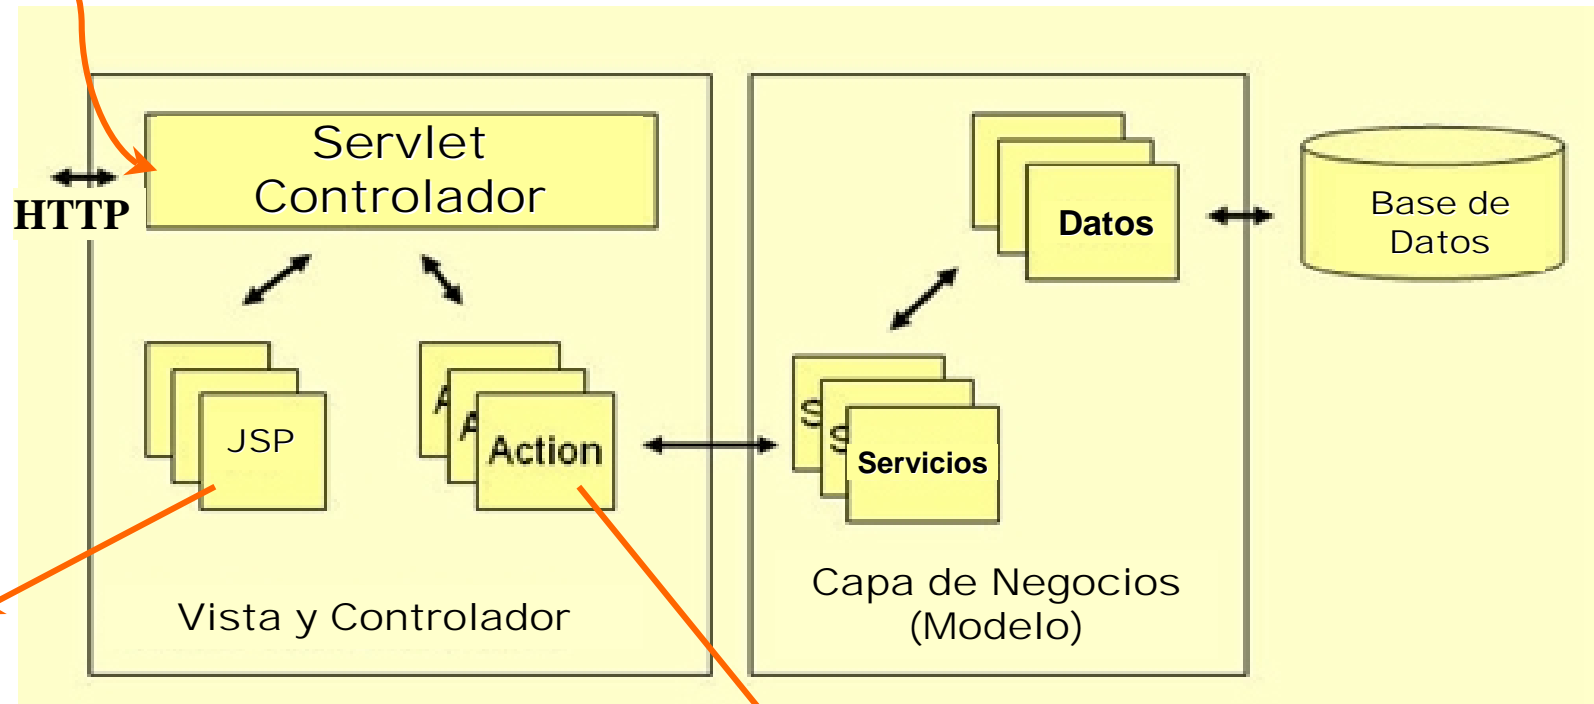 Servlet
Controlador
HTTP
JSP
Action
Vista y Controlador
Datos
Servicios
Capa de Negocios
(Modelo)
Base de
Datos